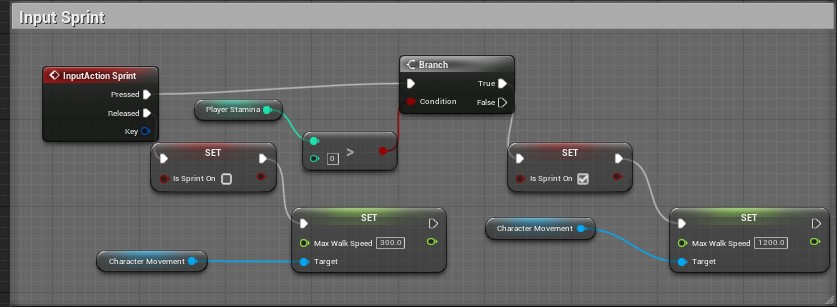 Input Sprint
InputAction Sprint
Pressed
Released
Key
Player Stamina
0
>
Branch
Condition
True
False
SET
Is Sprint On
SET
Max Walk Speed 300.0
Target
Character Movement
SET
Is Sprint On
SET
Max Walk Speed 1200.0
Target
Character Movement